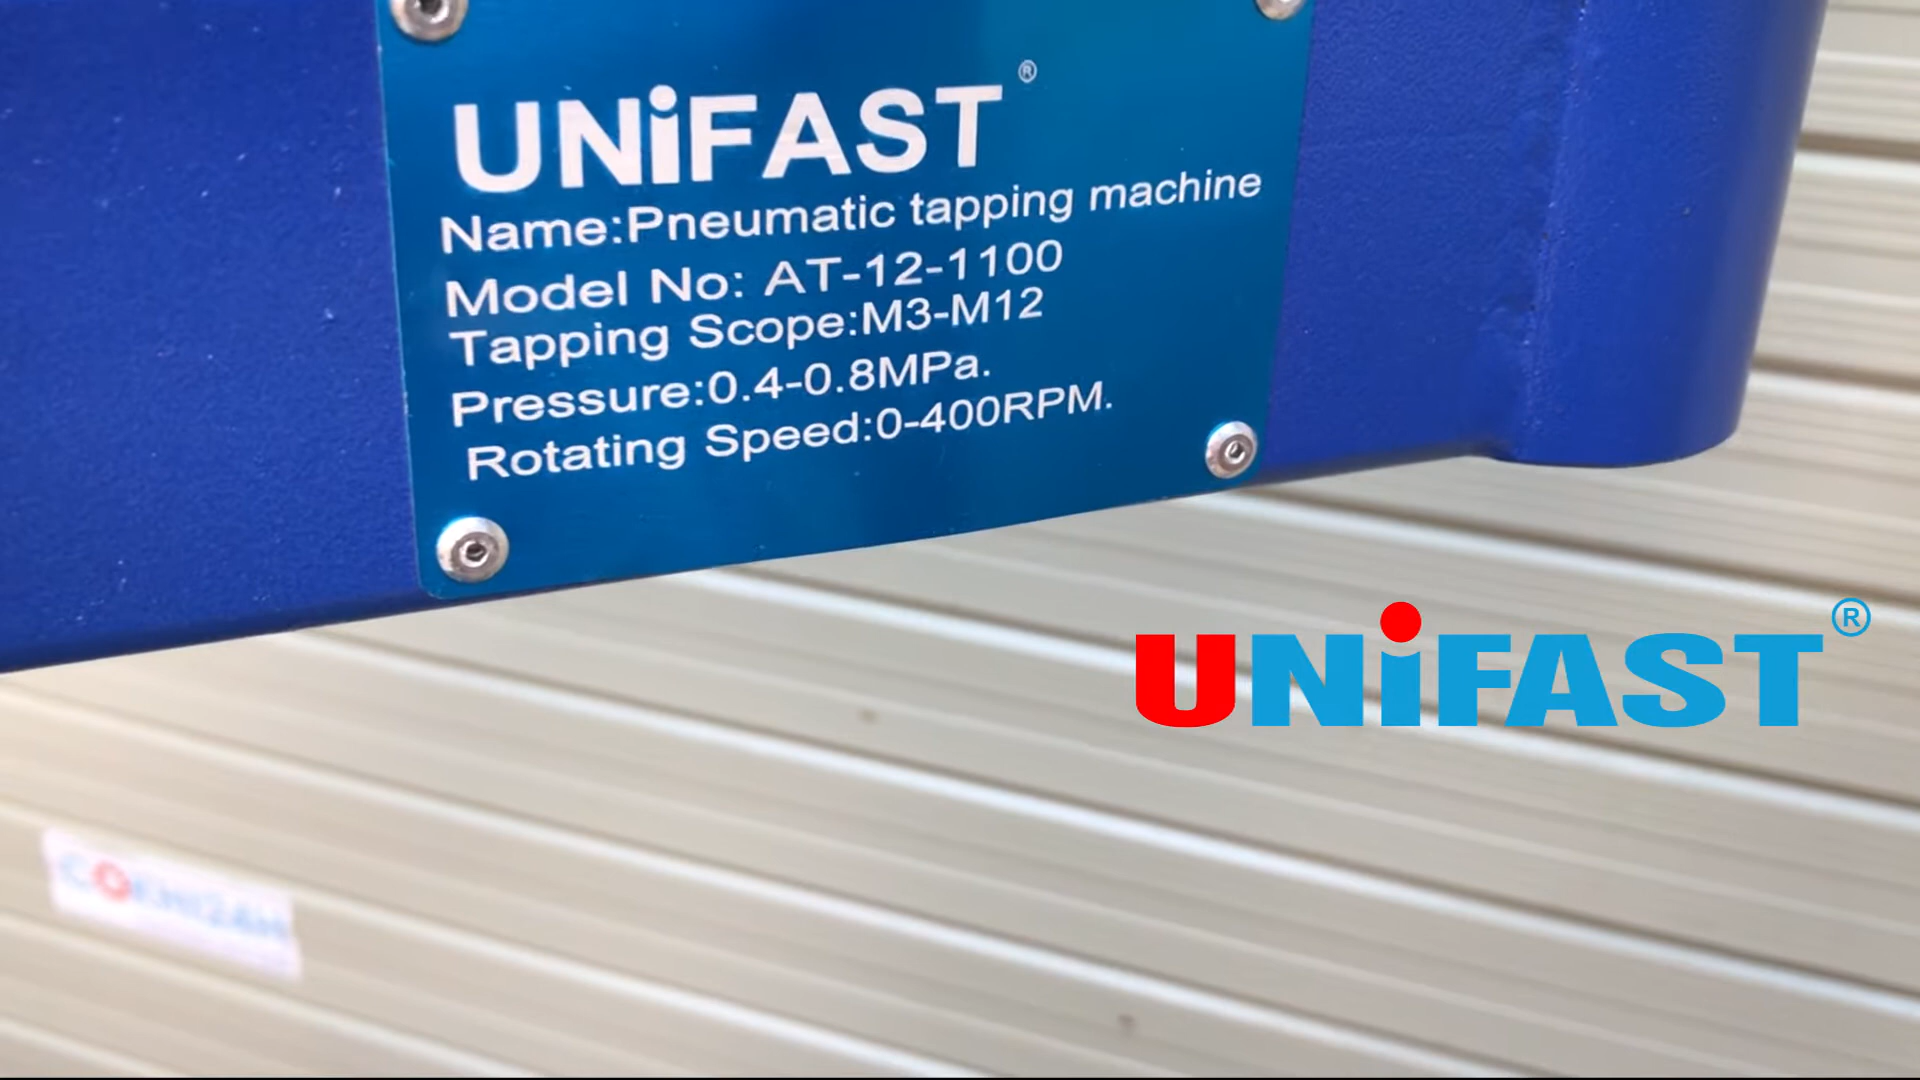 UNiFAST®
Name:Pneumatic tapping machine
Model No: AT-12-1100
Tapping Scope:M3-M12
Pressure:0.4-0.8MPa.
Rotating Speed:0-400RPM.
UNiFAST®